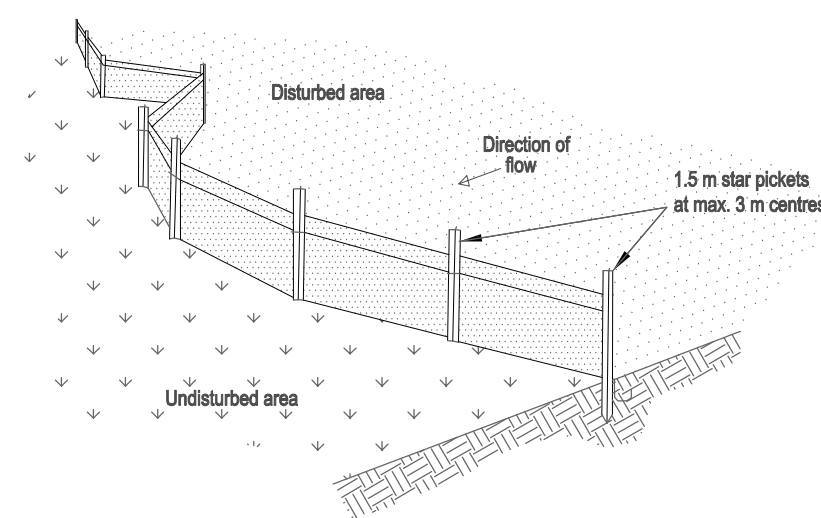 Disturbed area
Direction of
flow
1.5 m star pickets
at max. 3 m centres
Undisturbed area